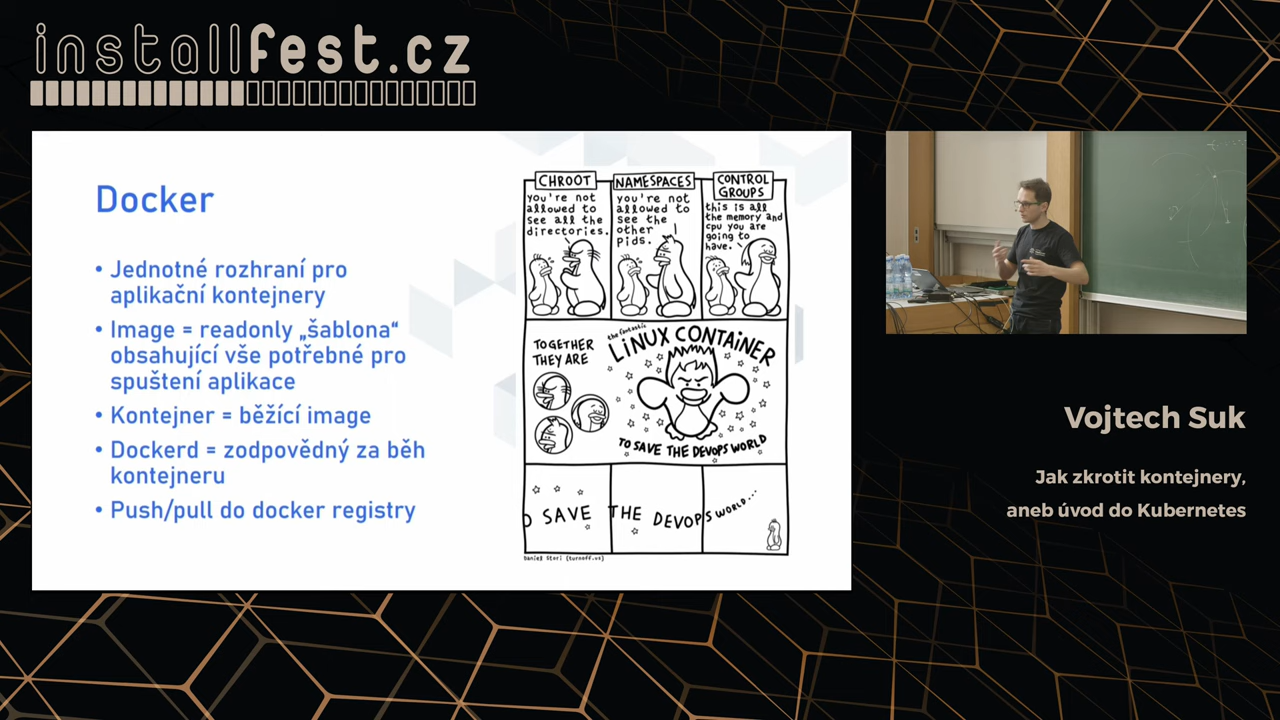 installfest.cz
Docker
• Jednotné rozhraní pro
aplikační kontejnery
• Image = readonly „šablona“
obsahující vše potřebné pro
spuštení aplikace
• Kontejner = běžící image
• Dockerd = zodpovědný za běh
kontejneru
• Push/pull do docker registry
CHROOT
you're not
allowed to
see all the
directories.
NAMESPACES
you're not
allowed to
see the
other
pids.
CONTROL
GROUPS
this is all
the memory and
cpu you are
going to
have.
TOGETHER
THEY ARE
the fantastic
LINUX CONTAINER
TO SAVE THE DEVOPS WORLD
O SAVE THE DEVOPS WORLD...
Daniel Stori {turnoff.us}
Vojtech Suk
Jak zkrotit kontejnery,
aneb úvod do Kubernetes